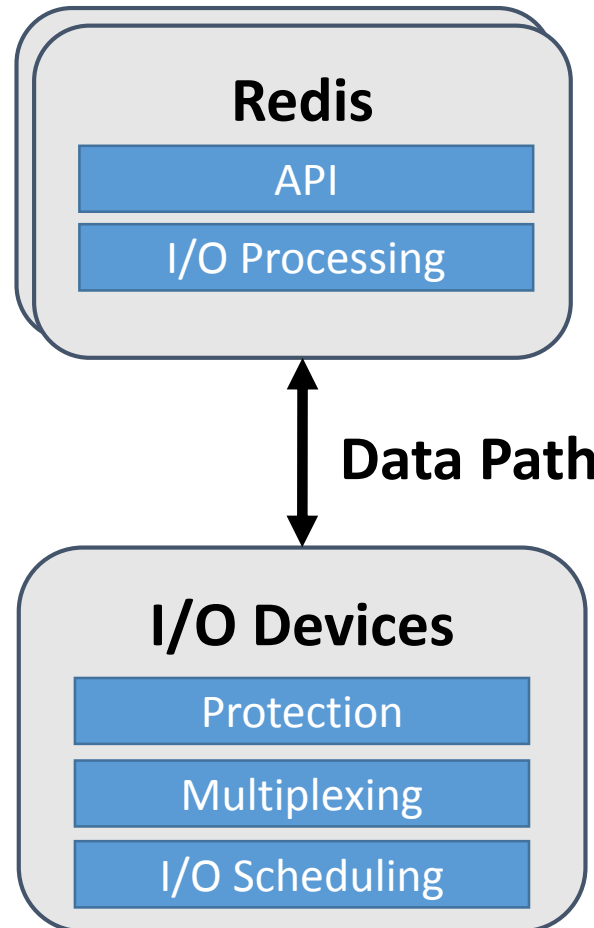 Redis
API
I/O Processing
Data Path
I/O Devices
Protection
Multiplexing
I/O Scheduling